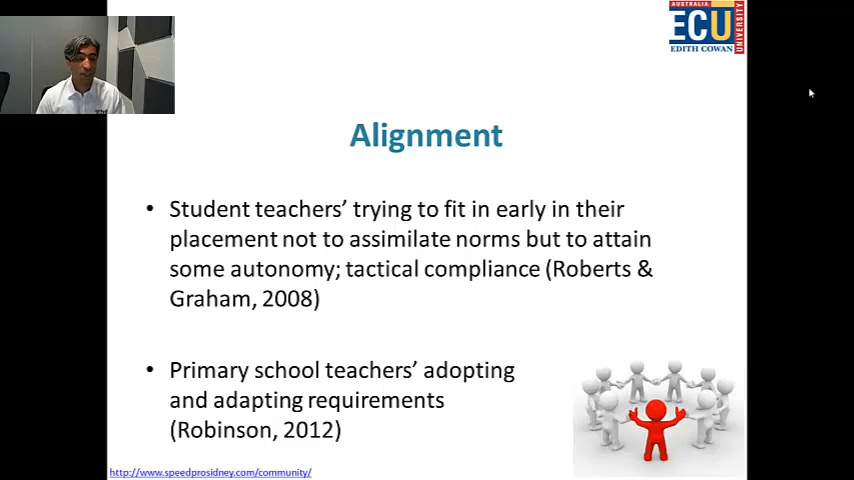 AUSTRALIA
ECU
EDITH COWAN
UNIVERSITY
Alignment
• Student teachers’ trying to fit in early in their
placement not to assimilate norms but to attain
some autonomy; tactical compliance (Roberts &
Graham, 2008)
• Primary school teachers’ adopting
and adapting requirements
(Robinson, 2012)
http://www.speedprosidney.com/community/